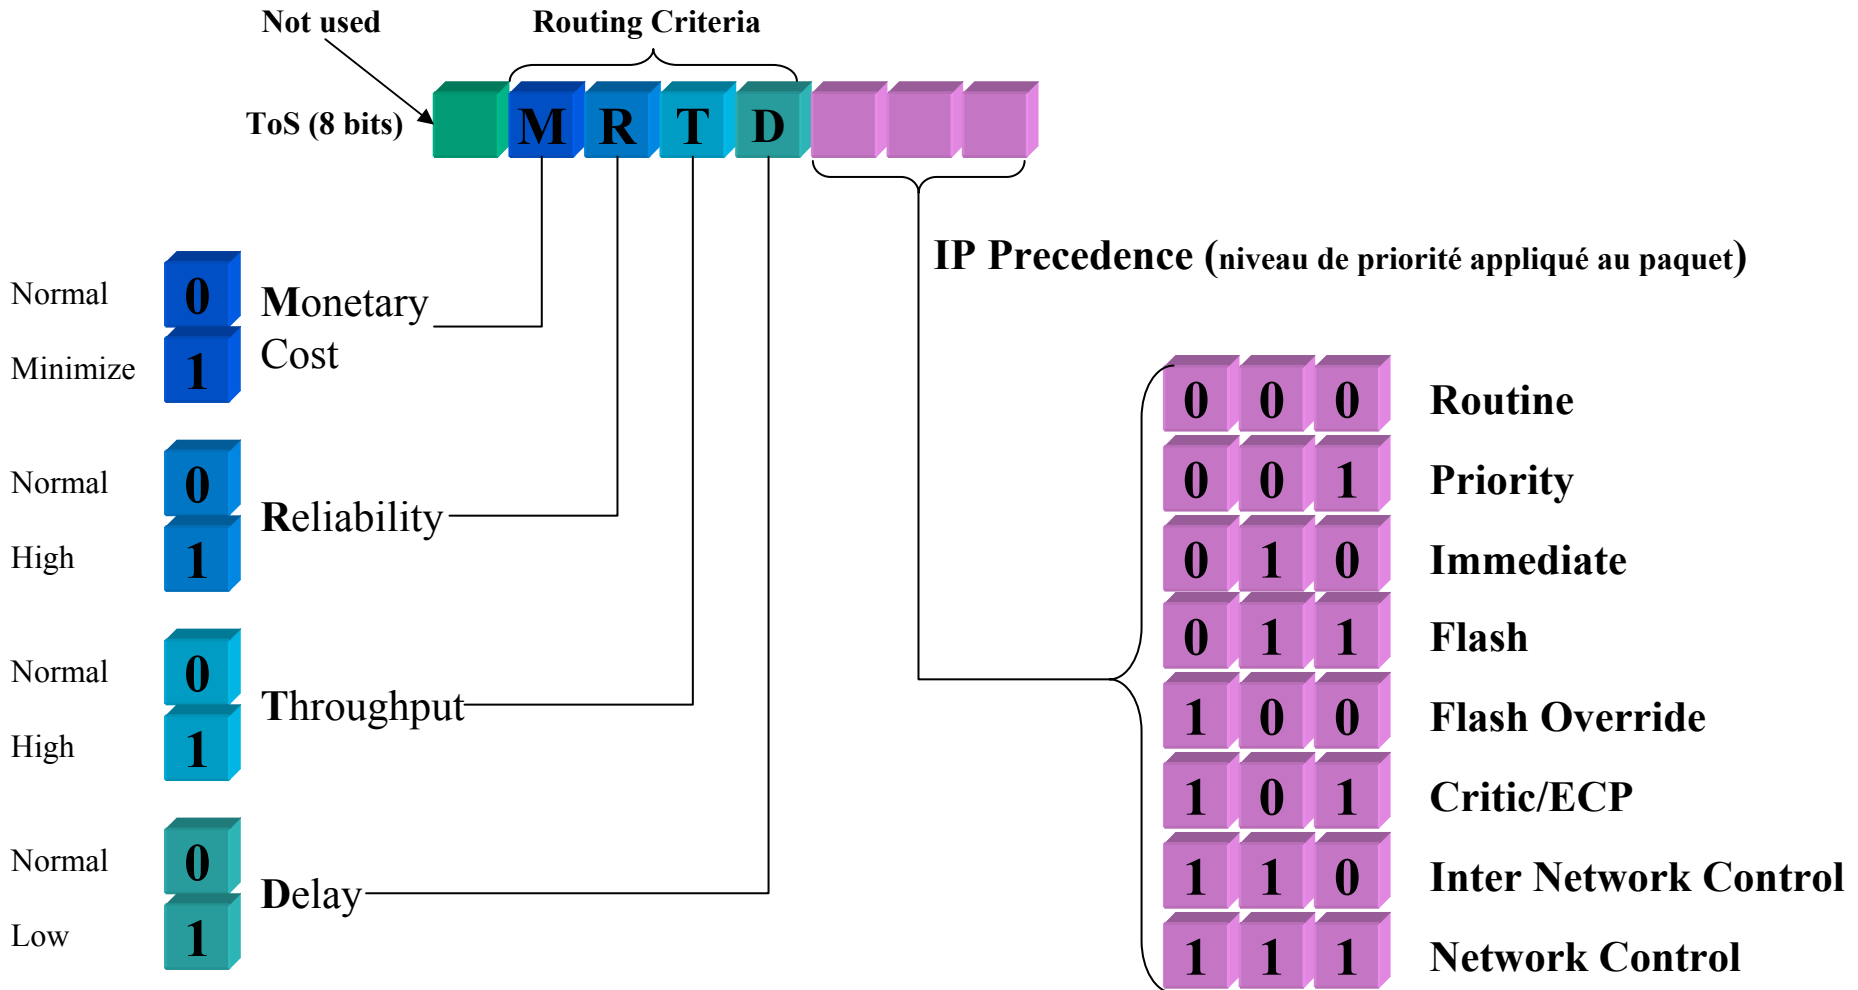 Not used
Routing Criteria
ToS (8 bits)
M R T D
IP Precedence (niveau de priorité appliqué au paquet)
Normal 0
Minimize 1
Monetary
Cost
Normal 0
High 1
Reliability
Normal 0
High 1
Throughput
Normal 0
Low 1
Delay
0 0 0 Routine
0 0 1 Priority
0 1 0 Immediate
0 1 1 Flash
1 0 0 Flash Override
1 0 1 Critic/ECP
1 1 0 Inter Network Control
1 1 1 Network Control